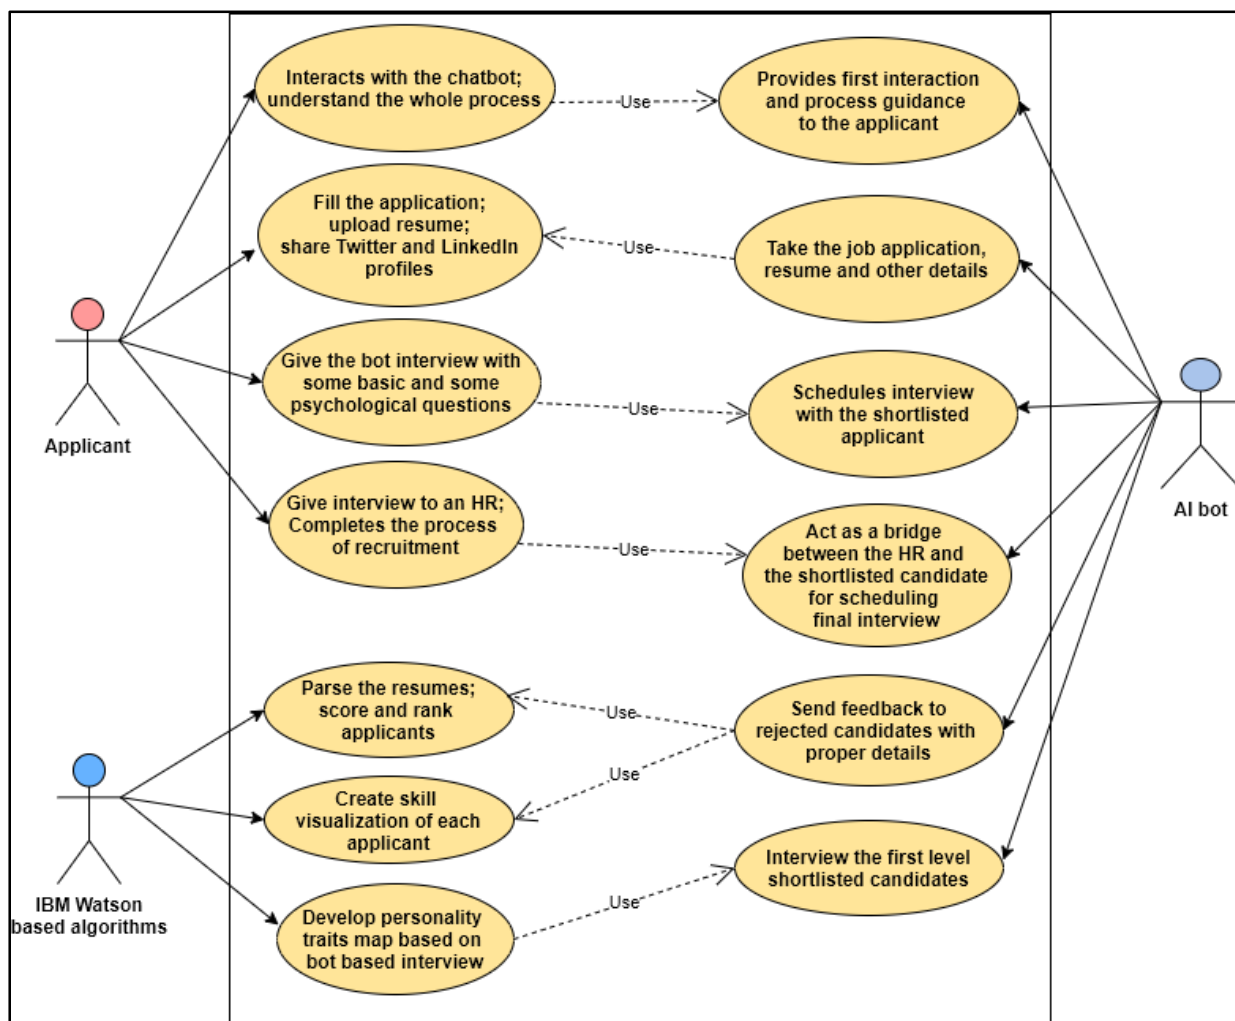 Interacts with the chatbot;
understand the whole process
Use
Provides first interaction
and process guidance
to the applicant
Fill the application;
upload resume;
share Twitter and LinkedIn
profiles
Use
Take the job application,
resume and other details
Applicant
Give the bot interview with
some basic and some
psychological questions
Use
Schedules interview
with the shortlisted
applicant
AI bot
Give interview to an HR;
Completes the process
of recruitment
Use
Act as a bridge
between the HR and
the shortlisted candidate
for scheduling
final interview
Parse the resumes;
score and rank
applicants
Use
Send feedback to
rejected candidates with
proper details
Use
Create skill
visualization of each
applicant
Interview the first level
shortlisted candidates
IBM Watson
based algorithms
Use
Develop personality
traits map based on
bot based interview